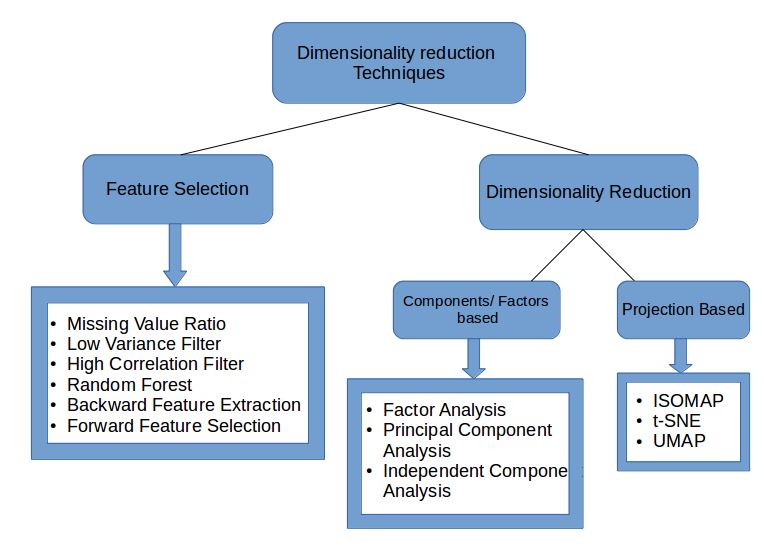 Dimensionality reduction
Techniques
Feature Selection
Dimensionality Reduction
Components/ Factors
based
Projection Based
• Missing Value Ratio
• Low Variance Filter
• High Correlation Filter
• Random Forest
• Backward Feature Extraction
• Forward Feature Selection
• Factor Analysis
• Principal Component
Analysis
• Independent Compone
Analysis
• ISOMAP
• t-SNE
• UMAP